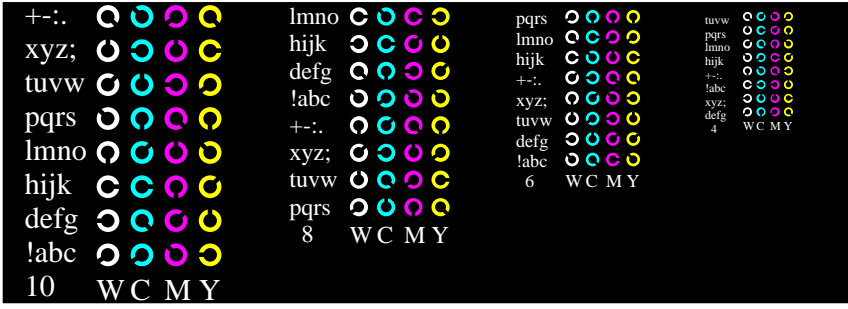 +-:.
xyz;
tuvw
pqrs
lmno
hijk
defg
!abc
10 W C M Y
lmno
hijk
defg
!abc
+-:.
xyz;
tuvw
pqrs
8 W C M Y
pqrs
lmno
hijk
+-:.
xyz;
tuvw
defg
!abc
6 W C M Y
tuvw
pqrs
lmno
hijk
+-:.
!abc
xyz;
defg
4 W C M Y